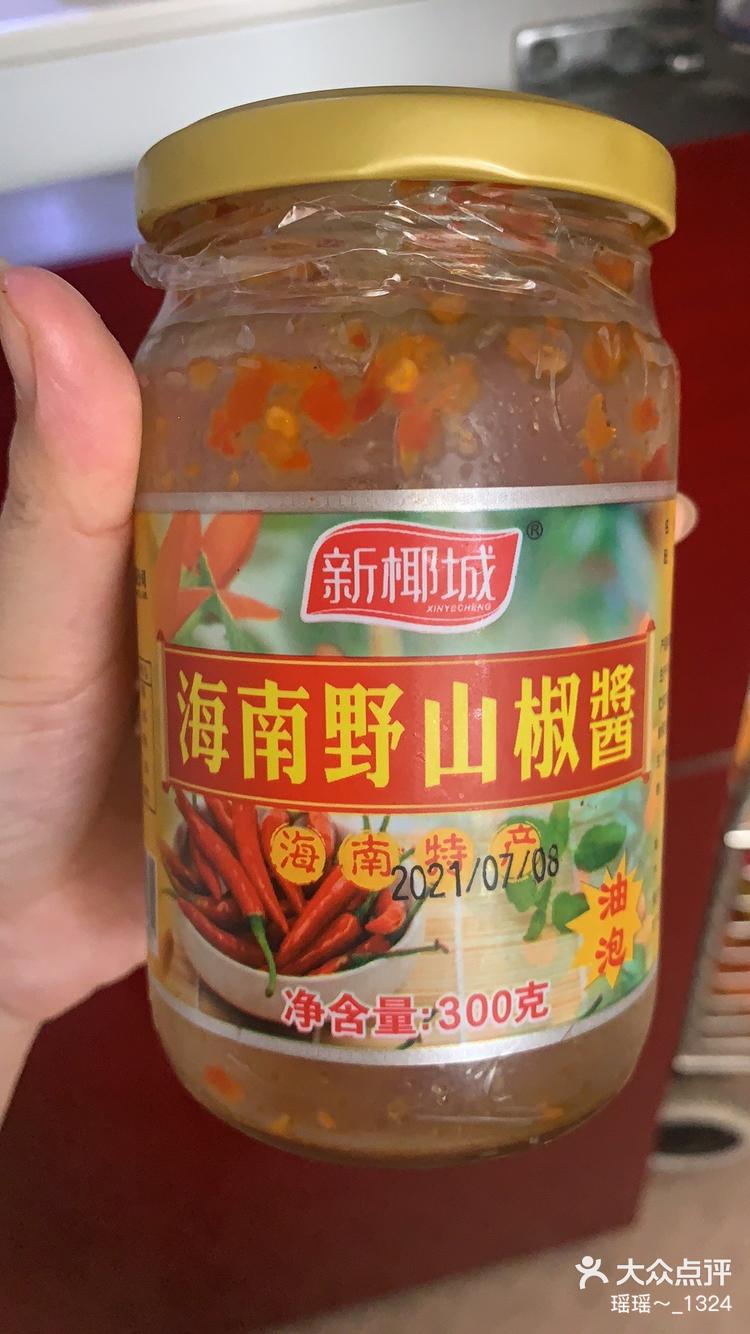 新椰城
®
XINYECHENG
海南野山椒醬
海南特产
2021/07/08
油泡
净含量:300克
大众点评
瑶瑶～_1324